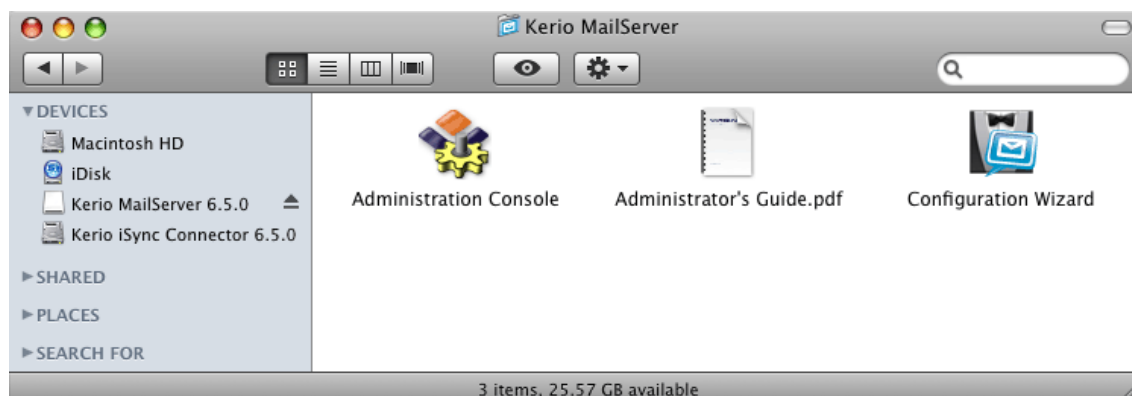 Kerio MailServer
DEVICES
Macintosh HD
iDisk
Kerio MailServer 6.5.0
Kerio iSync Connector 6.5.0
SHARED
PLACES
SEARCH FOR
Administration Console
Administrator's Guide.pdf
Configuration Wizard
3 items, 25.57 GB available